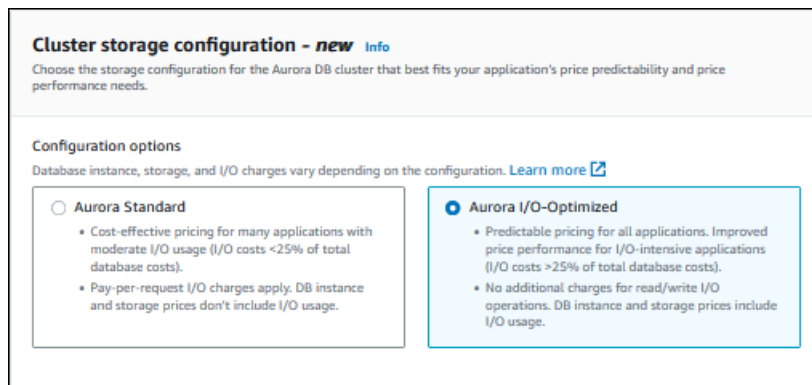 Cluster storage configuration - new Info
Choose the storage configuration for the Aurora DB cluster that best fits your application's price predictability and price
performance needs.
Configuration options
Database instance, storage, and I/O charges vary depending on the configuration. Learn more
Aurora Standard
• Cost-effective pricing for many applications with
moderate I/O usage (I/O costs <25% of total
database costs).
• Pay-per-request I/O charges apply. DB instance
and storage prices don't include I/O usage.
Aurora I/O-Optimized
• Predictable pricing for all applications. Improved
price performance for I/O-intensive applications
(I/O costs >25% of total database costs).
• No additional charges for read/write I/O
operations. DB instance and storage prices include
I/O usage.